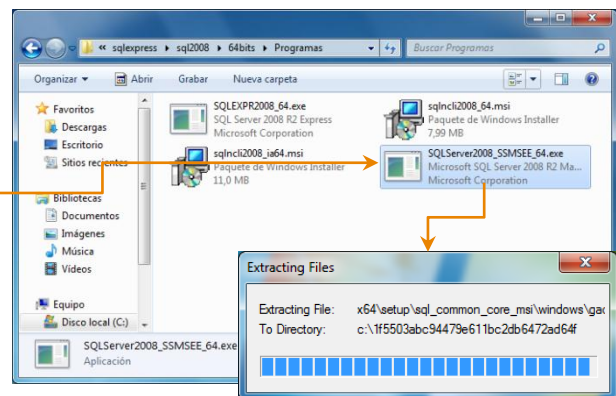 « sqlexpress ▸ sql2008 ▸ 64bits ▸ Programas
Buscar Programas
Organizar ▾ Abrir Grabar Nueva carpeta
Favoritos
Descargas
Escritorio
Sitios recientes
Bibliotecas
Documentos
Imágenes
Música
Vídeos
Equipo
Disco local (C:)
SQLEXPR2008_64.exe
SQL Server 2008 R2 Express
Microsoft Corporation
sqlncli2008_64.msi
Paquete de Windows Installer
7,99 MB
sqlncli2008_ia64.msi
Paquete de Windows Installer
11,0 MB
SQLServer2008_SSMSEE_64.exe
Microsoft SQL Server 2008 R2 Ma...
Microsoft Corporation
SQLServer2008_SSMSEE_64.exe
Aplicación
Extracting Files
Extracting File: x64\setup\sql_common_core_msi\windows\gac
To Directory: c:\1f5503abc94479e611bc2db6472ad64f